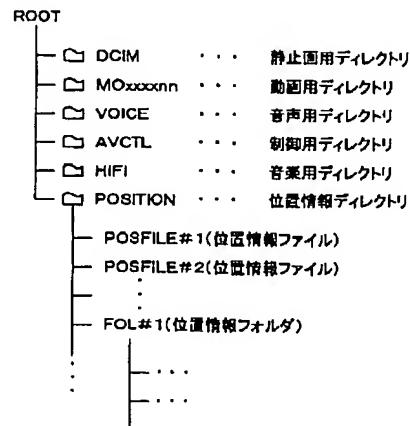 ROOT
DCIM ・・・ 静止画用ディレクトリ
MOxxxxnn ・・・ 動画用ディレクトリ
VOICE ・・・ 音声用ディレクトリ
AVCTL ・・・ 制御用ディレクトリ
HIFI ・・・ 音楽用ディレクトリ
POSITION ・・・ 位置情報ディレクトリ
POSFILE#1(位置情報ファイル)
POSFILE#2(位置情報ファイル)
FOL#1(位置情報フォルダ)